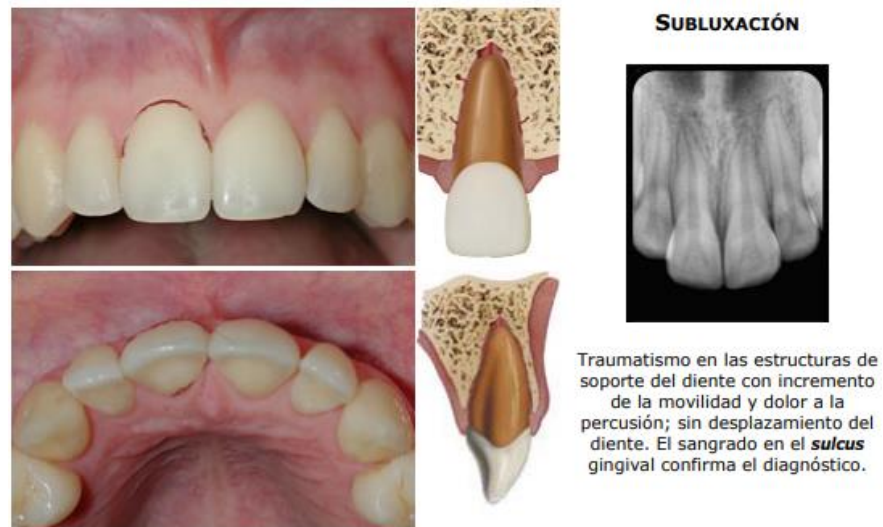 SUBLUXACIÓN
Traumatismo en las estructuras de
soporte del diente con incremento
de la movilidad y dolor a la
percusión; sin desplazamiento del
diente. El sangrado en el sulcus
gingival confirma el diagnóstico.